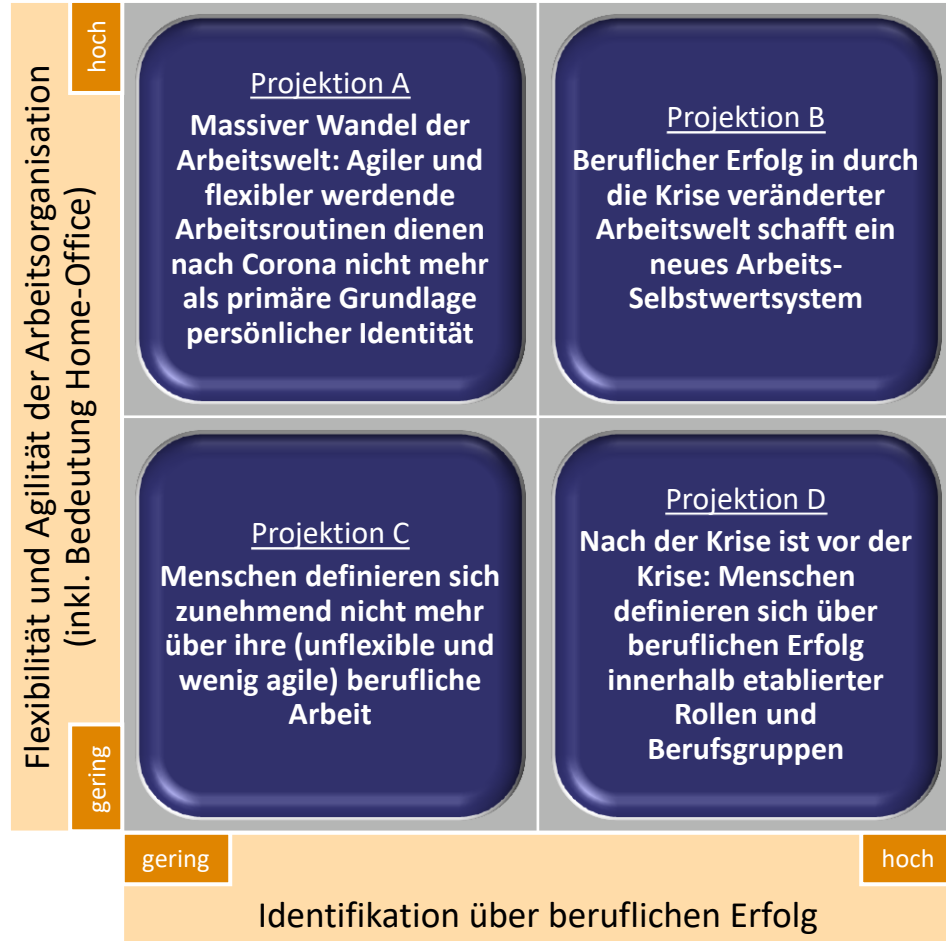 Flexibilität und Agilität der Arbeitsorganisation
(inkl. Bedeutung Home-Office)
hoch
gering
Projektion A
Massiver Wandel der
Arbeitswelt: Agiler und
flexibler werdende
Arbeitsroutinen dienen
nach Corona nicht mehr
als primäre Grundlage
persönlicher Identität
Projektion B
Beruflicher Erfolg in durch
die Krise veränderter
Arbeitswelt schafft ein
neues Arbeits-
Selbstwertsystem
Projektion C
Menschen definieren sich
zunehmend nicht mehr
über ihre (unflexible und
wenig agile) berufliche
Arbeit
Projektion D
Nach der Krise ist vor der
Krise: Menschen
definieren sich über
beruflichen Erfolg
innerhalb etablierter
Rollen und
Berufsgruppen
gering
hoch
Identifikation über beruflichen Erfolg